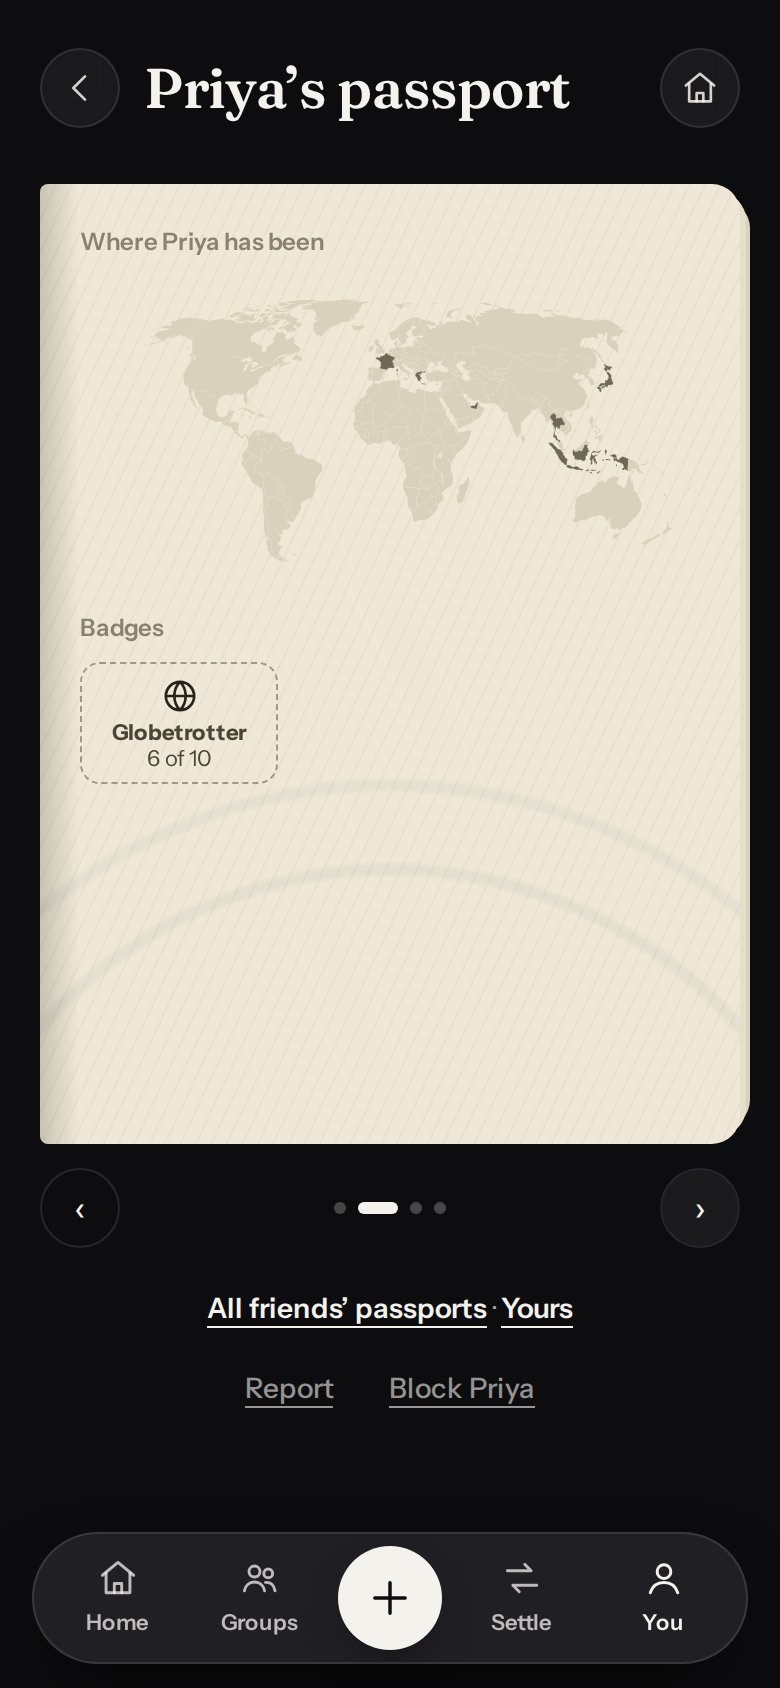 Priya’s passport
Where Priya has been
Badges
Globetrotter
6 of 10
‹
›
All friends’ passports · Yours
Report Block Priya
Home Groups Settle You